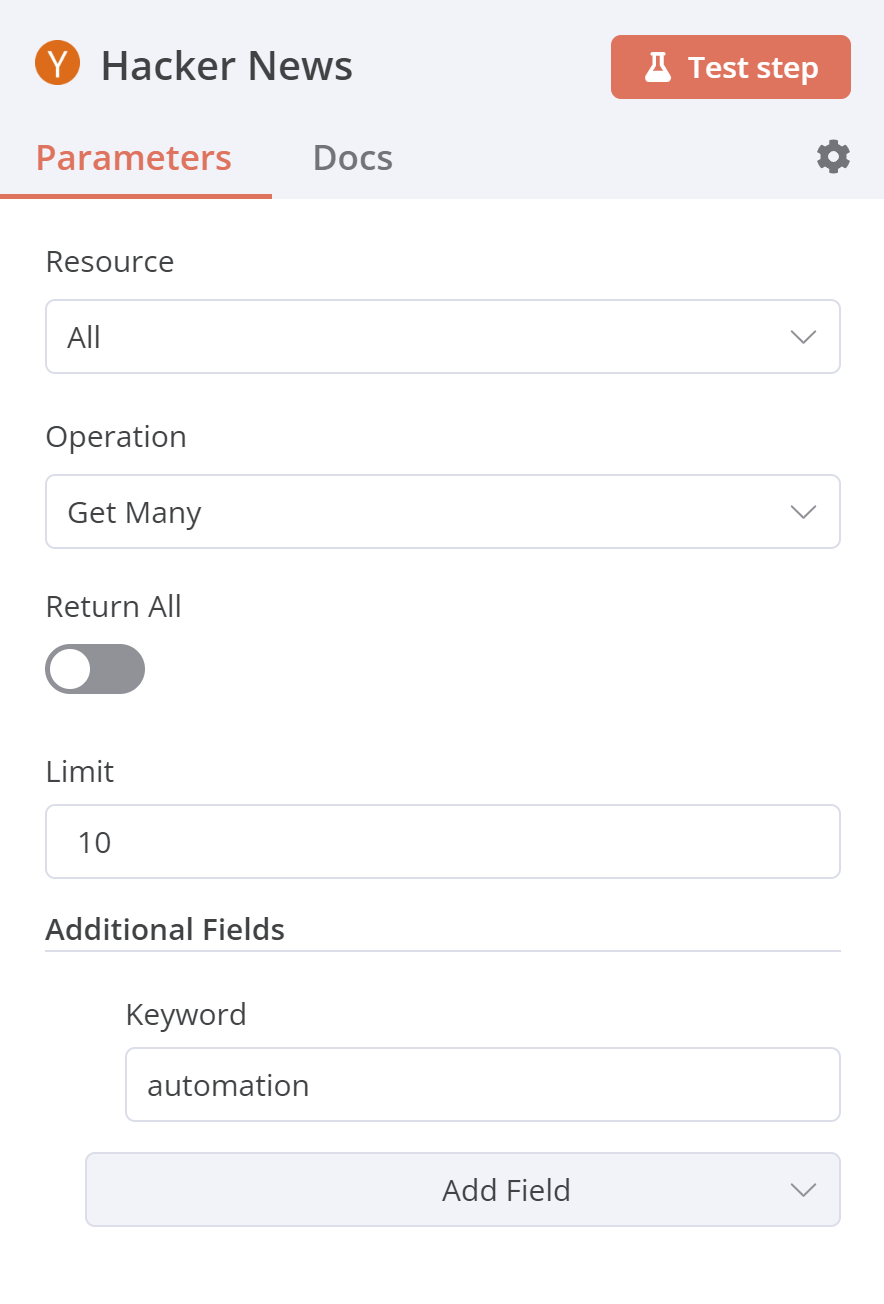 Y Hacker News
Test step
Parameters Docs
Resource
All
Operation
Get Many
Return All
Limit
10
Additional Fields
Keyword
automation
Add Field